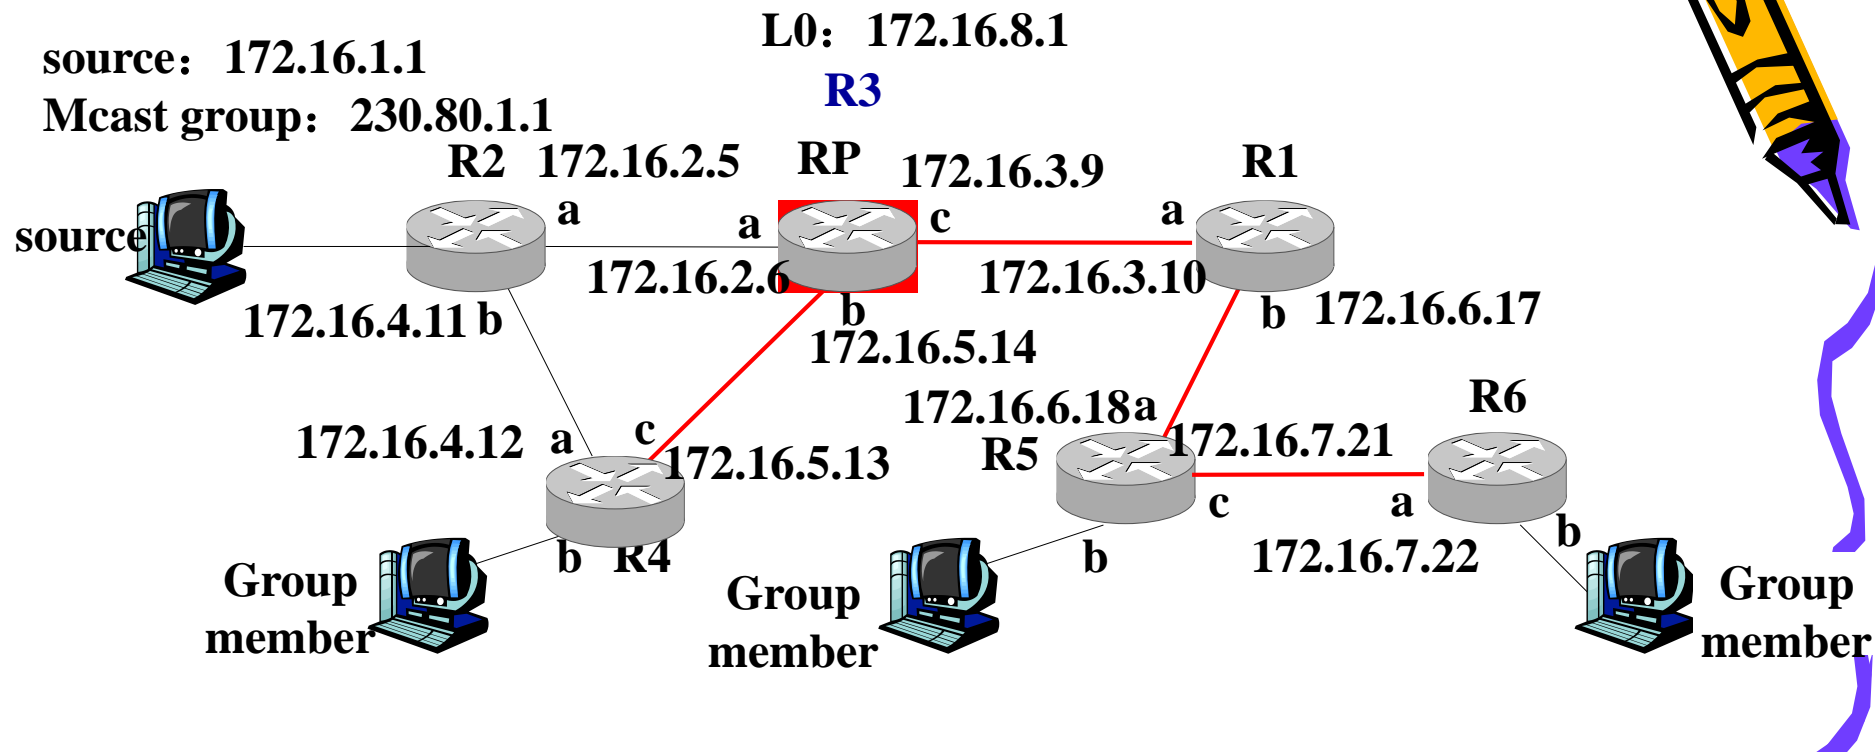 L0：172.16.8.1
source：172.16.1.1
R3
Mcast group：230.80.1.1
R2 172.16.2.5 RP 172.16.3.9 R1
a a c a
source
172.16.2.6 172.16.3.10
172.16.4.11 b b b 172.16.6.17
172.16.5.14
R6
172.16.6.18 a
172.16.4.12 a c R5 172.16.7.21
172.16.5.13
c a b
b R4 b 172.16.7.22
Group Group Group
member member member